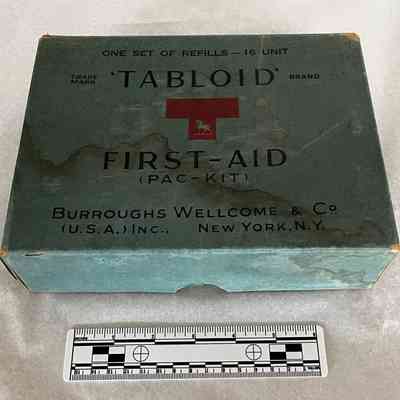 ONE SET OF REFILLS — 16 UNIT
TRADE MARK 'TABLOID' BRAND
FIRST-AID
(PAC-KIT)
BURROUGHS WELLCOME & Co
(U.S.A.) INC., NEW YORK, N.Y.